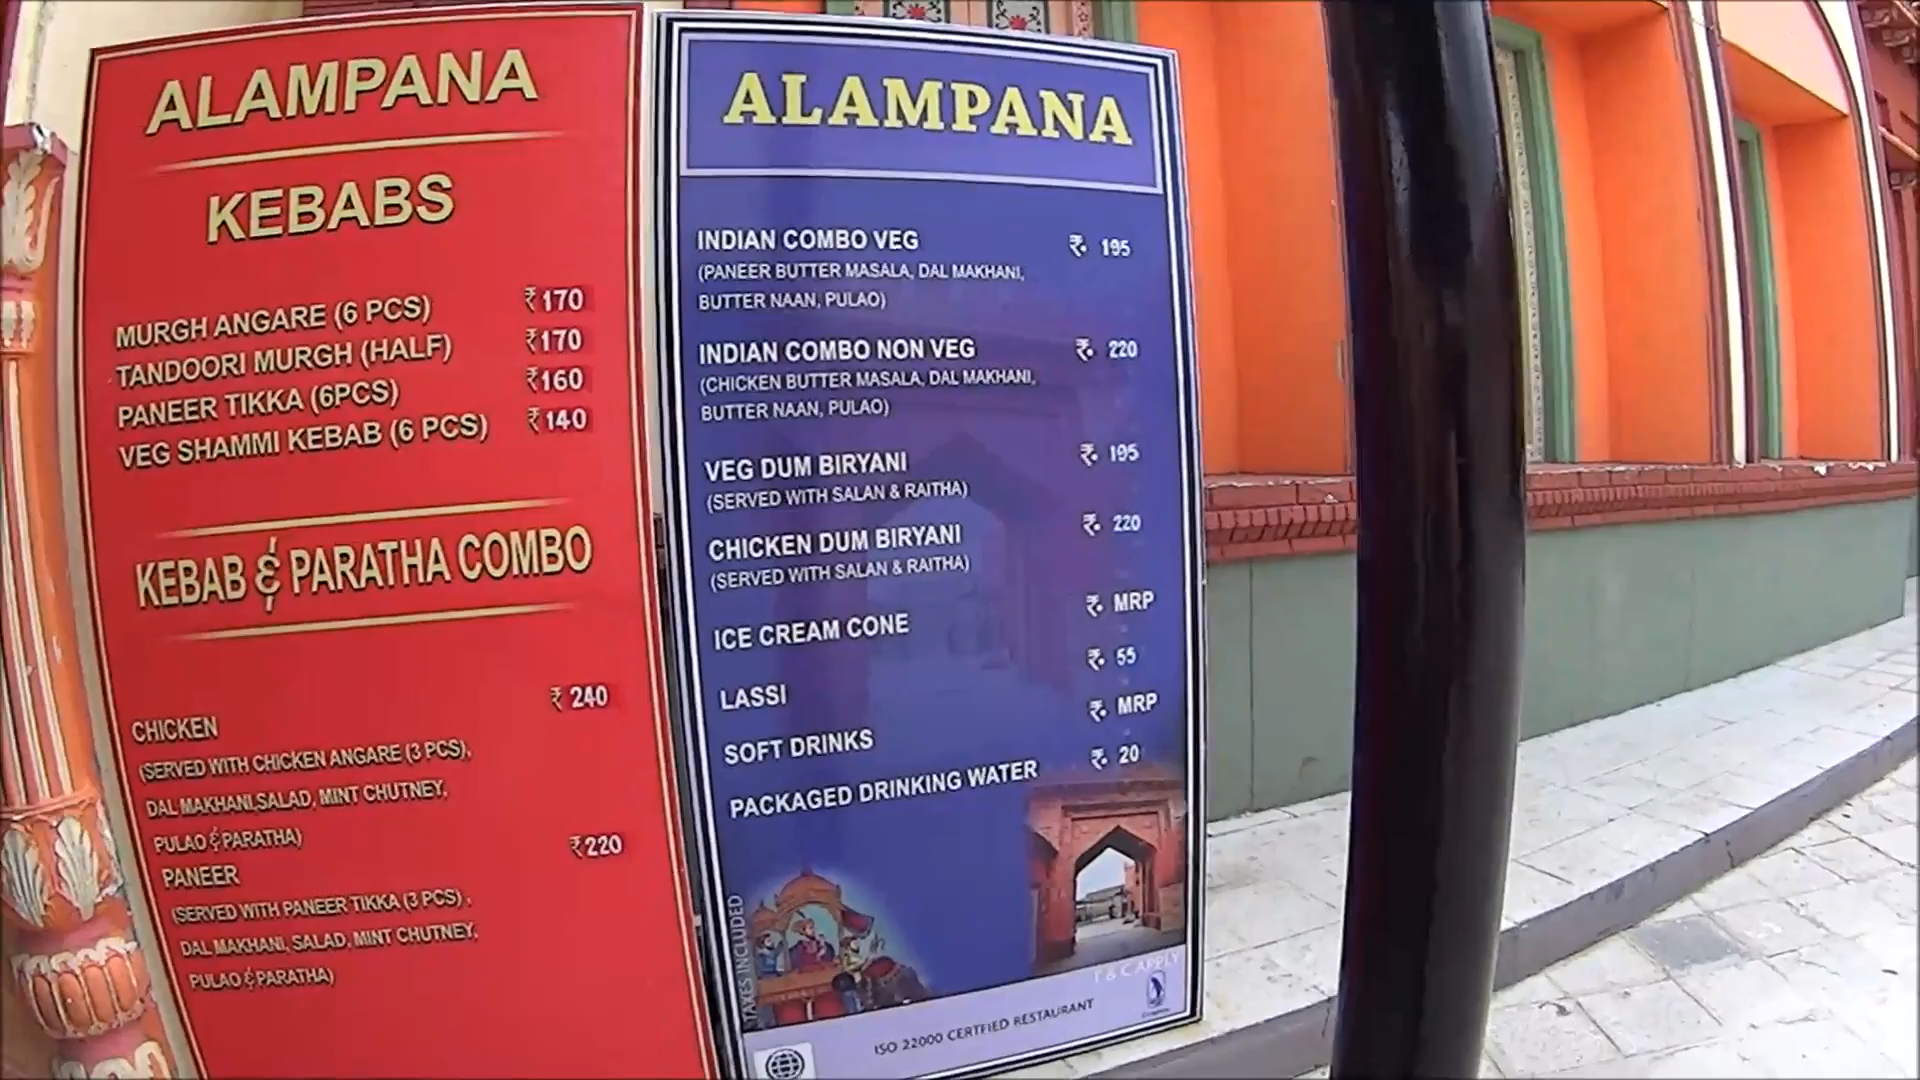 ALAMPANA
KEBABS
MURGH ANGARE (6 PCS) ₹170
TANDOORI MURGH (HALF) ₹170
PANEER TIKKA (6PCS) ₹160
VEG SHAMMI KEBAB (6 PCS) ₹140
KEBAB & PARATHA COMBO
CHICKEN ₹240
(SERVED WITH CHICKEN ANGARE (3 PCS),
DAL MAKHANI,SALAD, MINT CHUTNEY,
PULAO & PARATHA)
PANEER ₹220
(SERVED WITH PANEER TIKKA (3 PCS),
DAL MAKHANI, SALAD, MINT CHUTNEY,
PULAO & PARATHA)
ALAMPANA
INDIAN COMBO VEG ₹. 195
(PANEER BUTTER MASALA, DAL MAKHANI,
BUTTER NAAN, PULAO)
INDIAN COMBO NON VEG ₹. 220
(CHICKEN BUTTER MASALA, DAL MAKHANI,
BUTTER NAAN, PULAO)
VEG DUM BIRYANI ₹. 195
(SERVED WITH SALAN & RAITHA)
CHICKEN DUM BIRYANI ₹. 220
(SERVED WITH SALAN & RAITHA)
ICE CREAM CONE ₹. MRP
LASSI ₹. 55
SOFT DRINKS ₹. MRP
PACKAGED DRINKING WATER ₹. 20
TAXES INCLUDED
T & C APPLY
ISO 22000 CERTFIED RESTAURANT